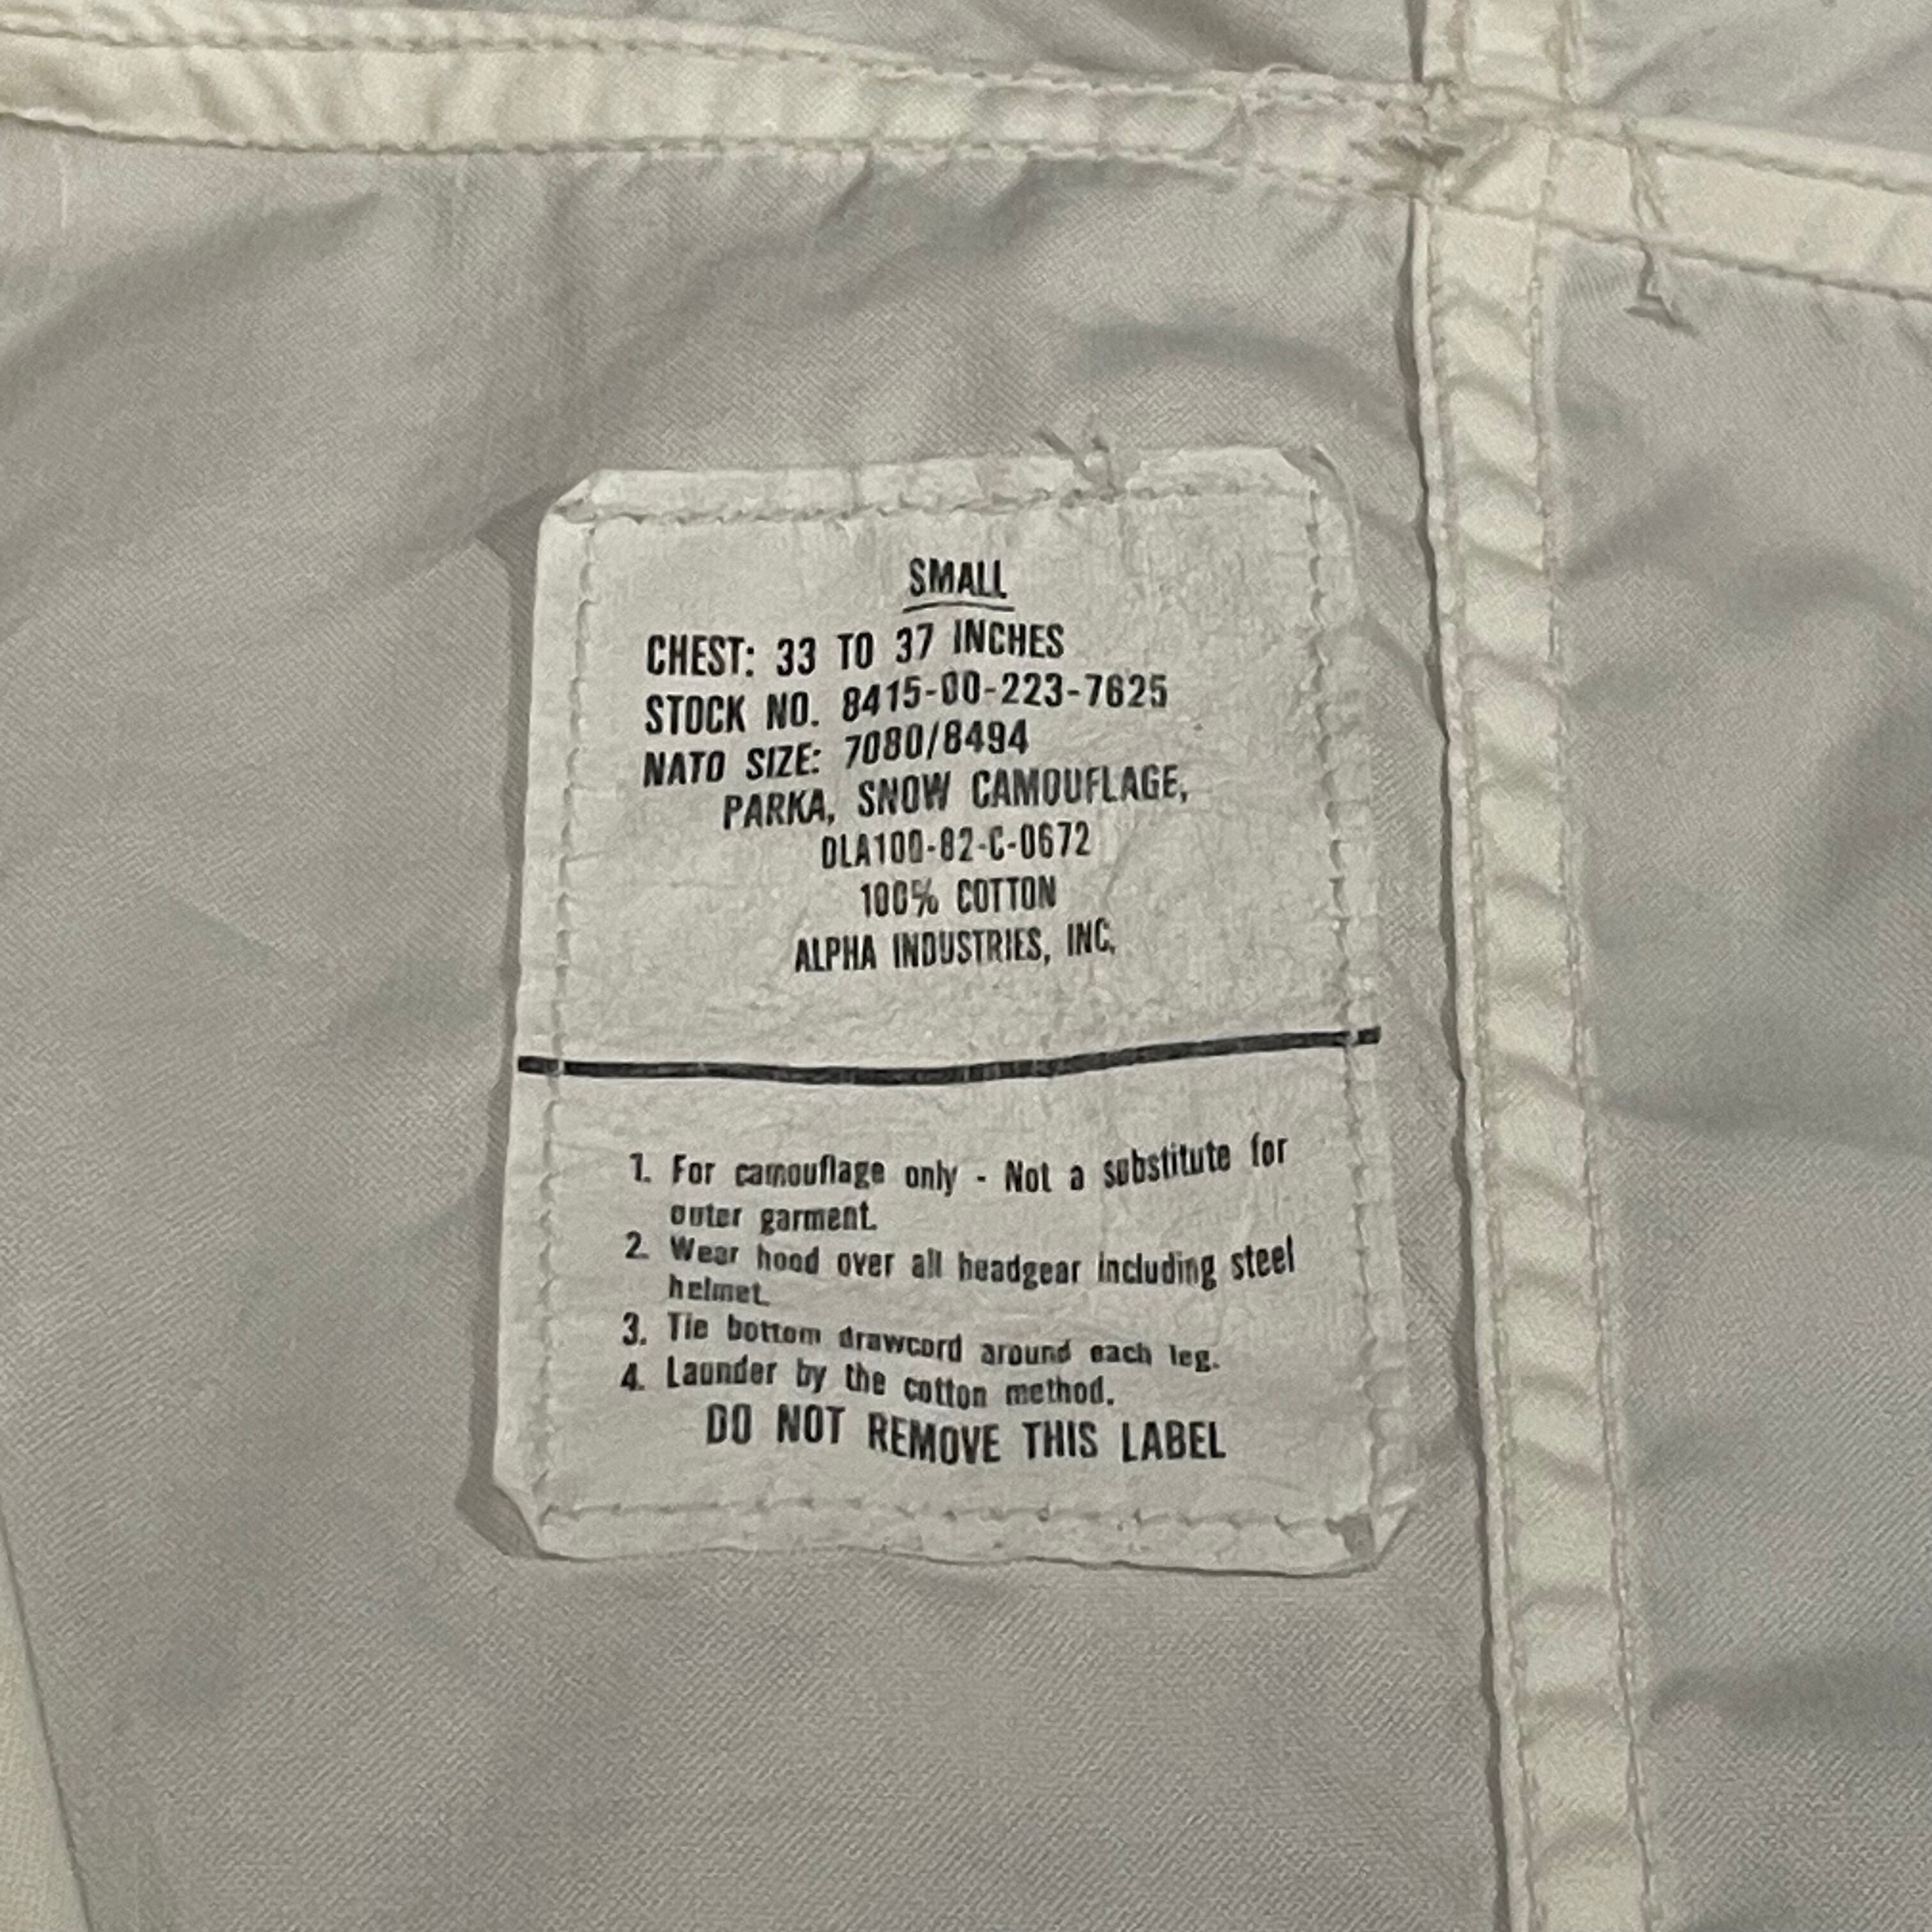 SMALL
CHEST: 33 TO 37 INCHES
STOCK NO. 8415-00-223-7625
NATO SIZE: 7080/8494
PARKA, SNOW CAMOUFLAGE,
DLA100-82-C-0672
100% COTTON
ALPHA INDUSTRIES, INC.
1. For camouflage only - Not a substitute for
outer garment.
2. Wear hood over all headgear including steel
helmet.
3. Tie bottom drawcord around each leg.
4. Launder by the cotton method.
DO NOT REMOVE THIS LABEL